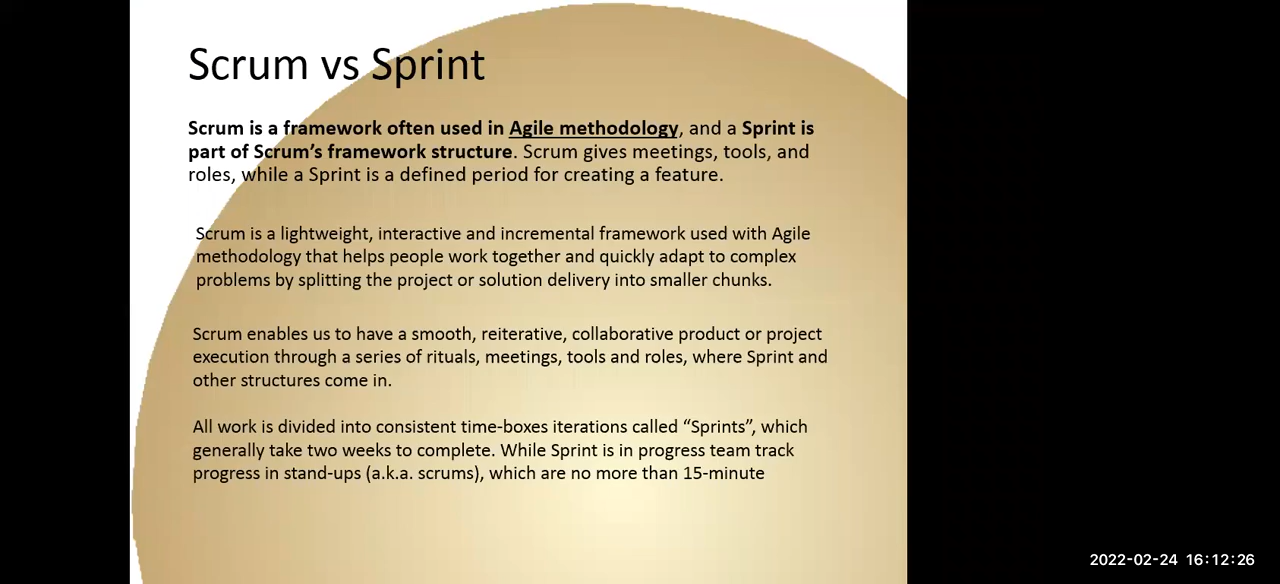 Scrum vs Sprint
Scrum is a framework often used in Agile methodology, and a Sprint is
part of Scrum’s framework structure. Scrum gives meetings, tools, and
roles, while a Sprint is a defined period for creating a feature.
Scrum is a lightweight, interactive and incremental framework used with Agile
methodology that helps people work together and quickly adapt to complex
problems by splitting the project or solution delivery into smaller chunks.
Scrum enables us to have a smooth, reiterative, collaborative product or project
execution through a series of rituals, meetings, tools and roles, where Sprint and
other structures come in.
All work is divided into consistent time-boxes iterations called “Sprints”, which
generally take two weeks to complete. While Sprint is in progress team track
progress in stand-ups (a.k.a. scrums), which are no more than 15-minute
2022-02-24 16:12:26